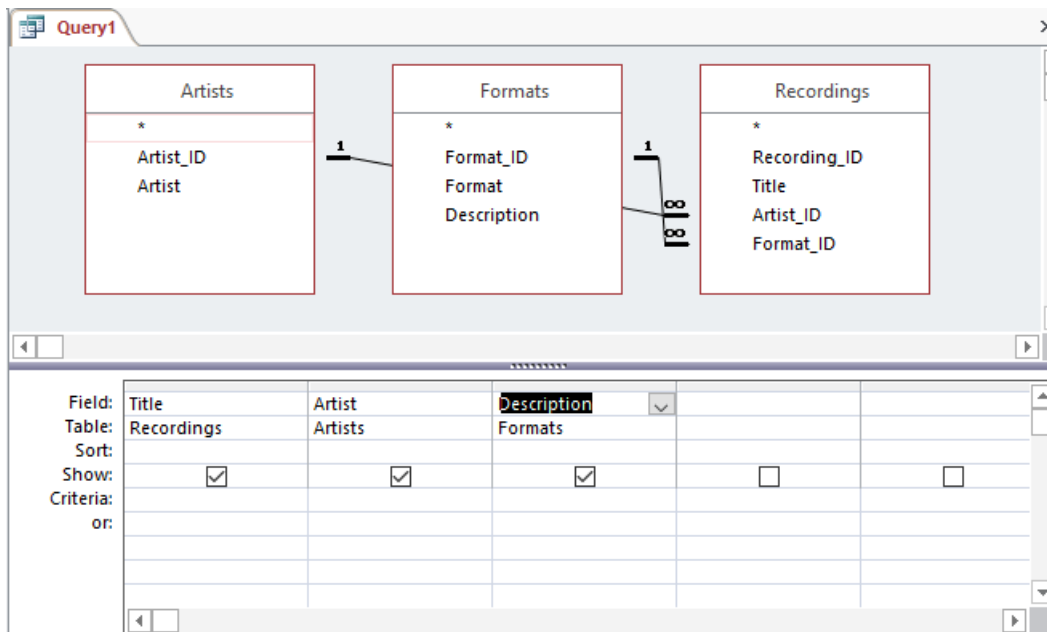 Query1
Artists
*
Artist_ID
Artist
1
Formats
*
Format_ID
Format
Description
1
∞
∞
Recordings
*
Recording_ID
Title
Artist_ID
Format_ID
Field: Title Artist Description
Table: Recordings Artists Formats
Sort:
Show:
Criteria:
or: